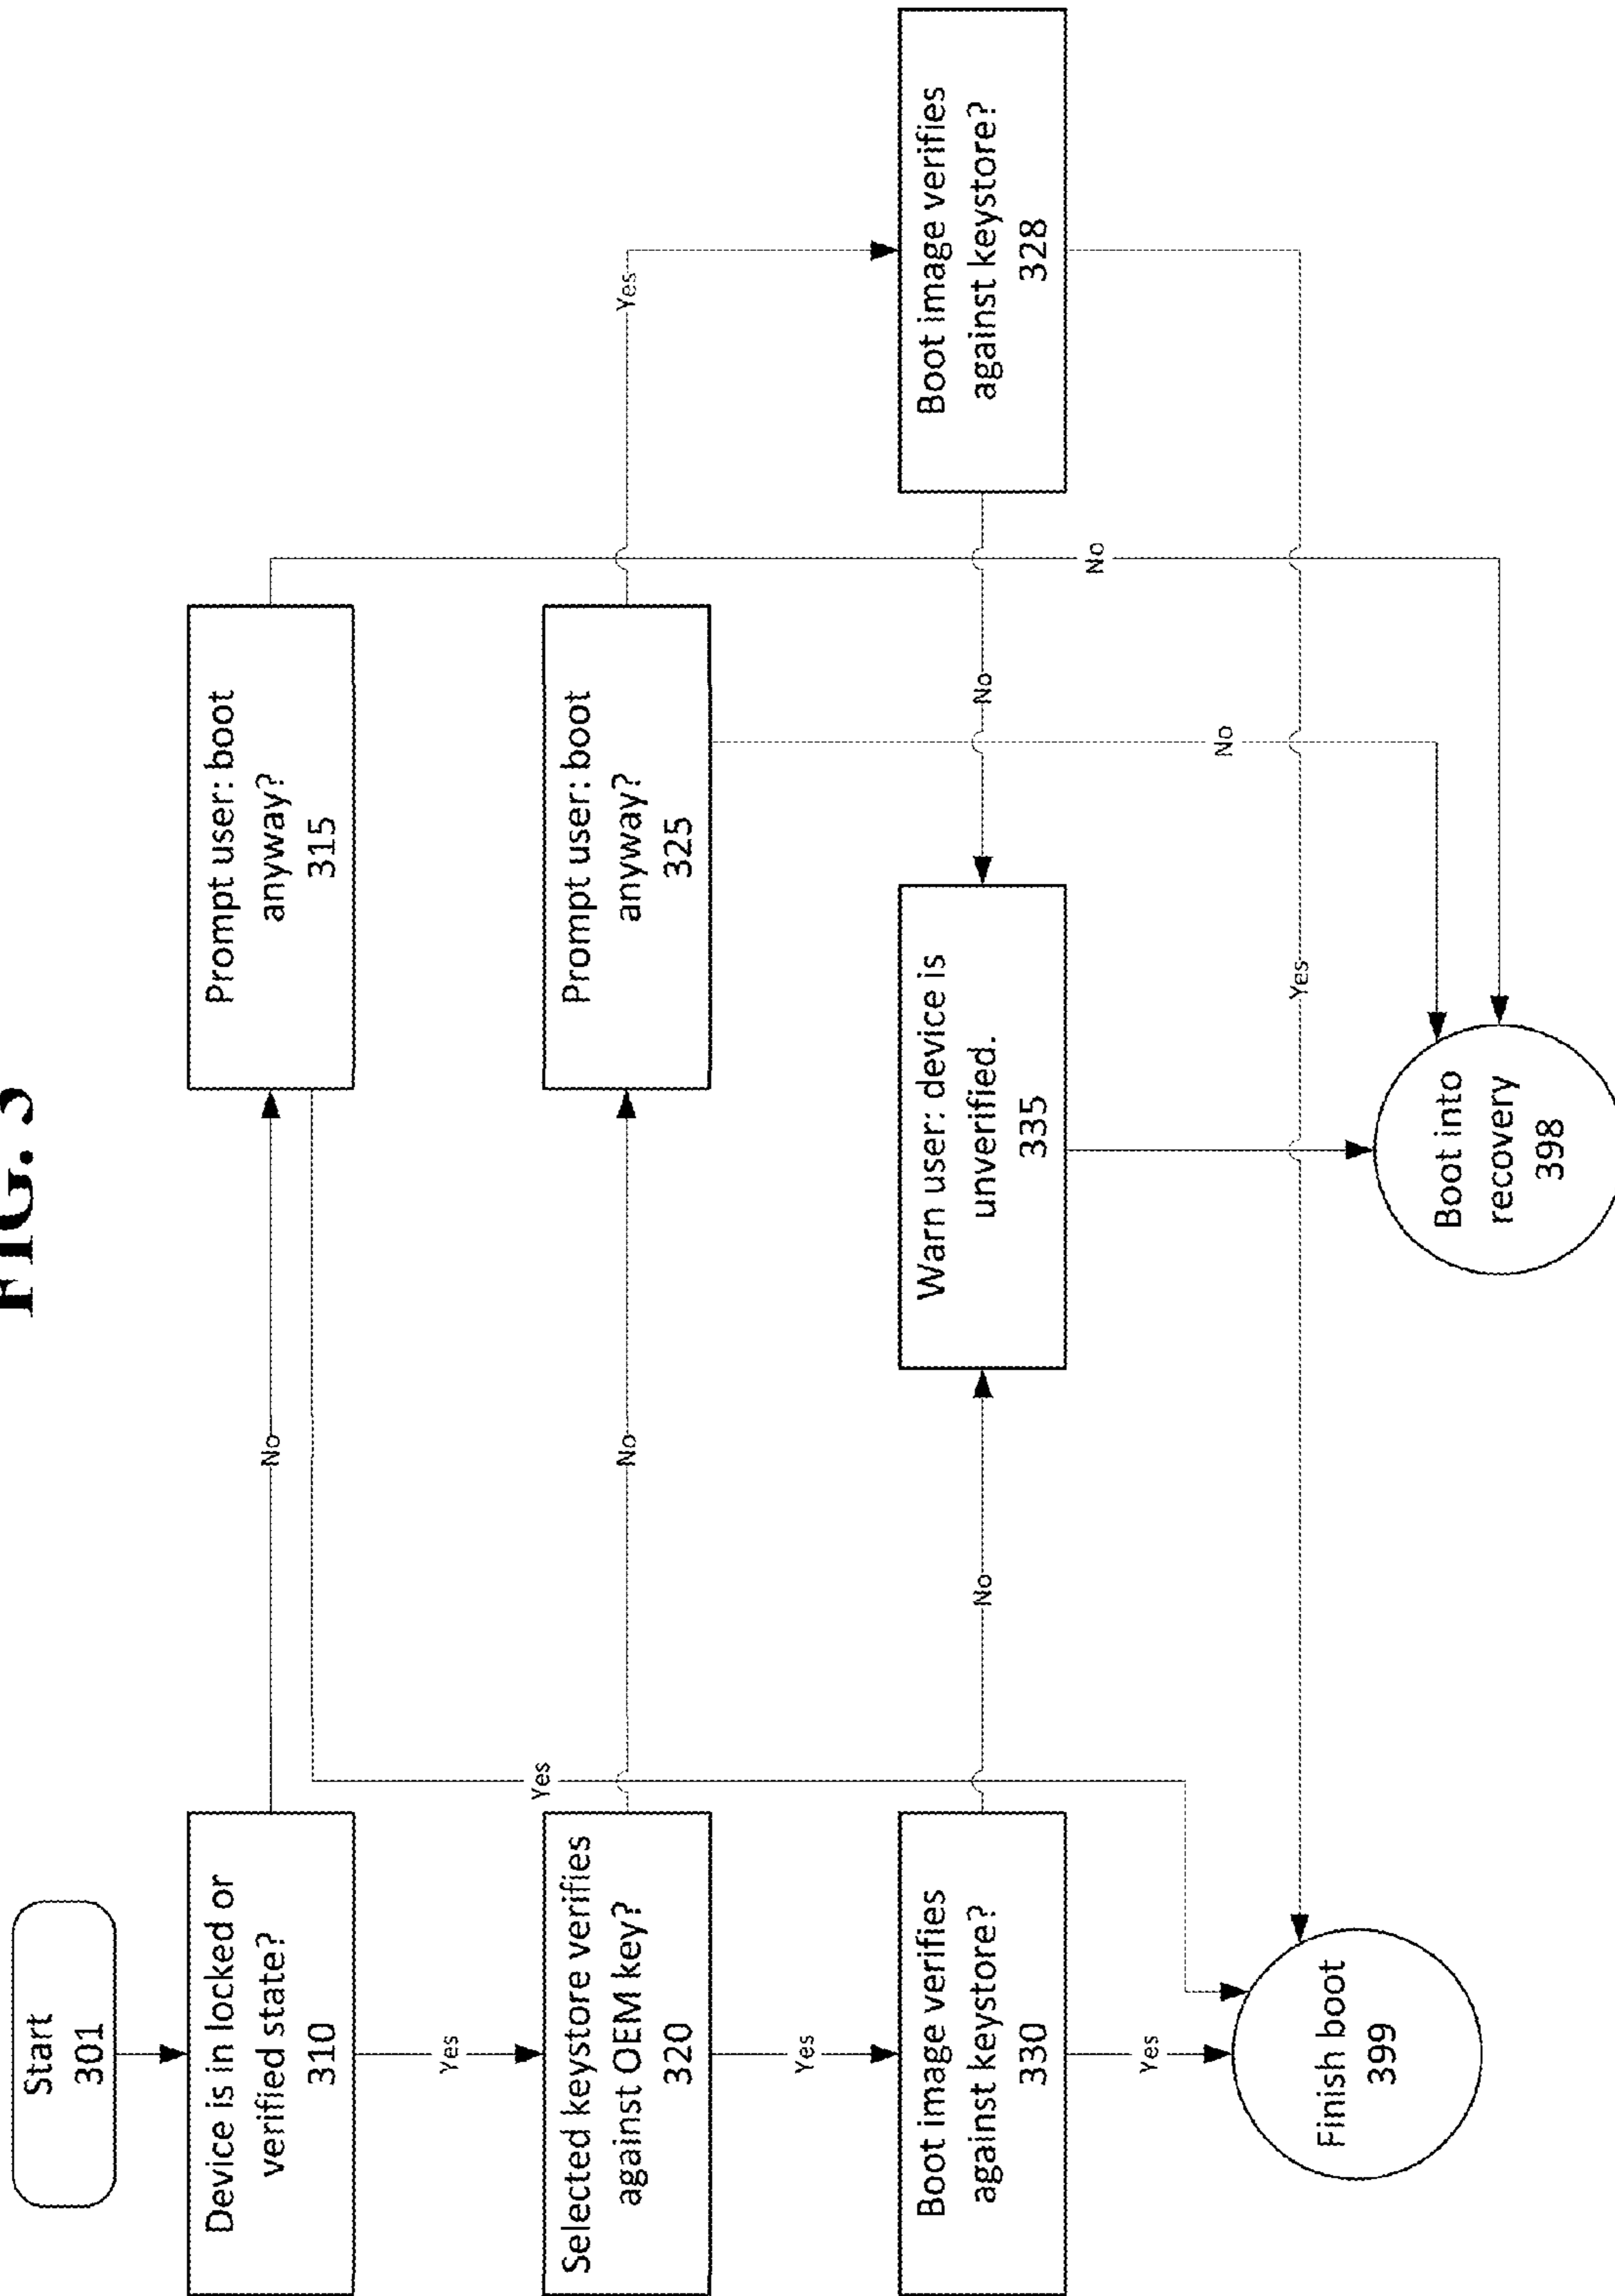 FIG. 3
Start
301
Device is in locked or
verified state?
310
No
Prompt user: boot
anyway?
315
Yes
Yes
Selected keystore verifies
against OEM key?
320
No
Prompt user: boot
anyway?
325
Yes
Yes
Boot image verifies
against keystore?
330
No
Warn user: device is
unverified.
335
No
Boot image verifies
against keystore?
328
No
No
Yes
Yes
Finish boot
399
Boot into
recovery
398